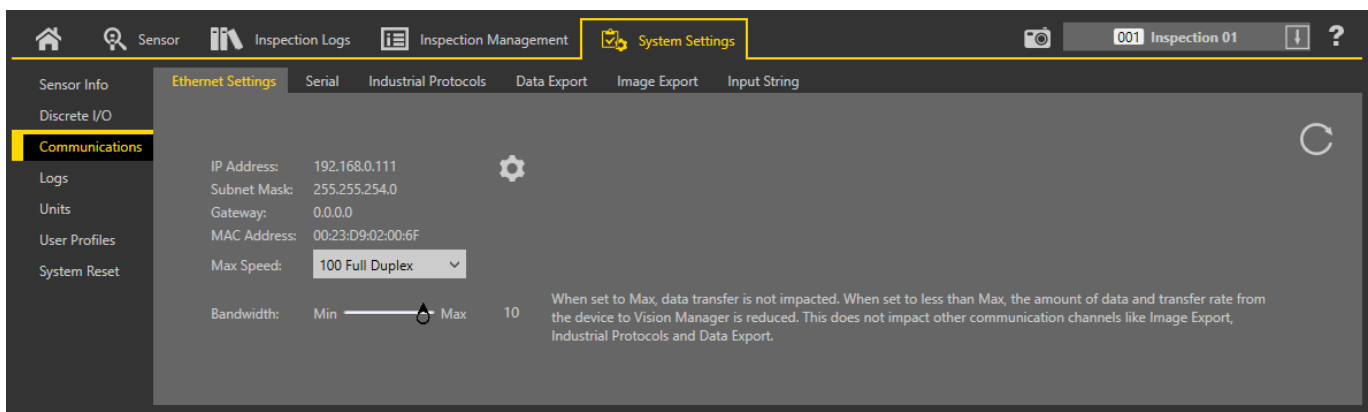 Sensor
Inspection Logs
Inspection Management
System Settings
001 Inspection 01
?
Sensor Info
Discrete I/O
Communications
Logs
Units
User Profiles
System Reset
Ethernet Settings
Serial
Industrial Protocols
Data Export
Image Export
Input String
IP Address: 192.168.0.111
Subnet Mask: 255.255.254.0
Gateway: 0.0.0.0
MAC Address: 00:23:D9:02:00:6F
Max Speed: 100 Full Duplex
Bandwidth: Min Max 10
When set to Max, data transfer is not impacted. When set to less than Max, the amount of data and transfer rate from
the device to Vision Manager is reduced. This does not impact other communication channels like Image Export,
Industrial Protocols and Data Export.